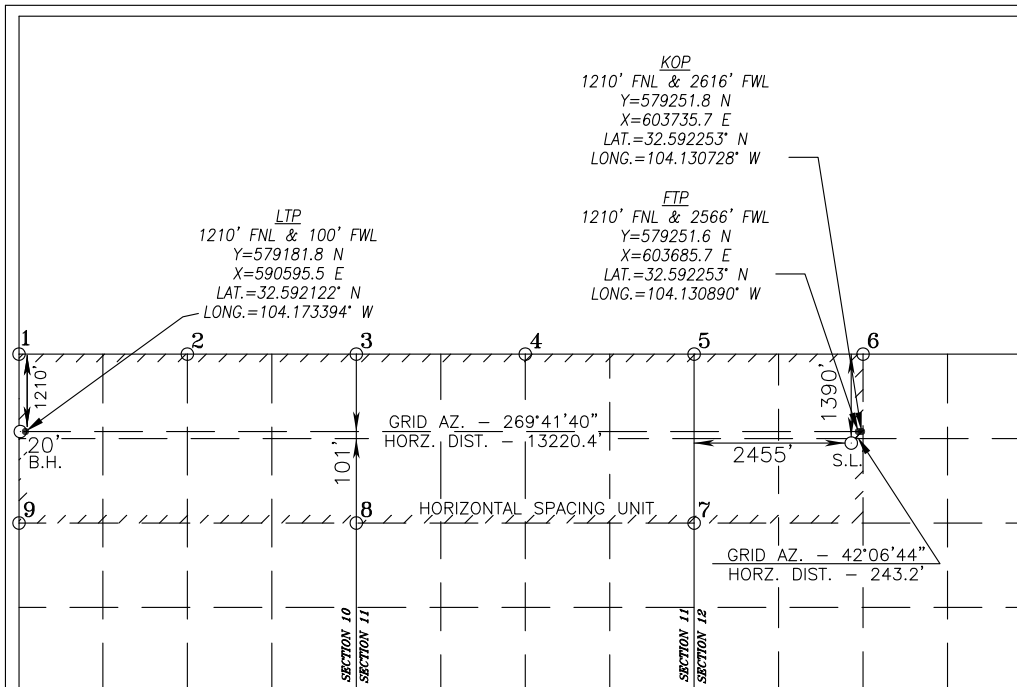 KOP
1210' FNL & 2616' FWL
Y=579251.8 N
X=603735.7 E
LAT.=32.592253° N
LONG.=104.130728° W
FTP
1210' FNL & 2566' FWL
Y=579251.6 N
X=603685.7 E
LAT.=32.592253° N
LONG.=104.130890° W
LTP
1210' FNL & 100' FWL
Y=579181.8 N
X=590595.5 E
LAT.=32.592122° N
LONG.=104.173394° W
1
2
3
4
5
6
1210'
1390'
GRID AZ. - 269°41'40"
HORZ. DIST. - 13220.4'
20'
B.H.
101'
2455'
S.L.
HORIZONTAL SPACING UNIT
9
8
7
GRID AZ. - 42°06'44"
HORZ. DIST. - 243.2'
SECTION 10
SECTION 11
SECTION 11
SECTION 12